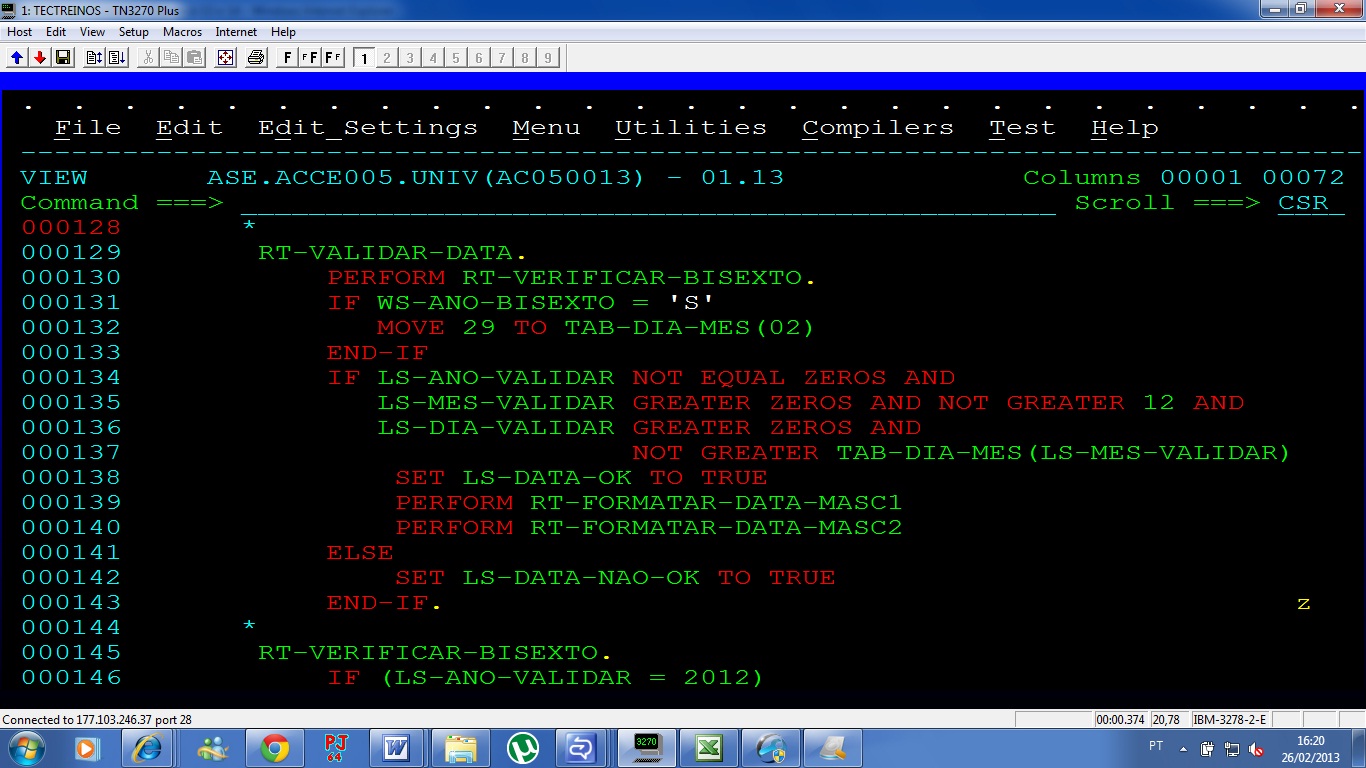 1: TECTREINOS - TN3270 Plus
Host Edit View Setup Macros Internet Help
F F F F F 1 2 3 4 5 6 7 8 9
File Edit Edit_Settings Menu Utilities Compilers Test Help
VIEW ASE.ACCE005.UNIV(AC050013) - 01.13 Columns 00001 00072
Command ===> Scroll ===> CSR
000128 *
000129 RT-VALIDAR-DATA.
000130 PERFORM RT-VERIFICAR-BISEXTO.
000131 IF WS-ANO-BISEXTO = 'S'
000132 MOVE 29 TO TAB-DIA-MES(02)
000133 END-IF
000134 IF LS-ANO-VALIDAR NOT EQUAL ZEROS AND
000135 LS-MES-VALIDAR GREATER ZEROS AND NOT GREATER 12 AND
000136 LS-DIA-VALIDAR GREATER ZEROS AND
000137 NOT GREATER TAB-DIA-MES(LS-MES-VALIDAR)
000138 SET LS-DATA-OK TO TRUE
000139 PERFORM RT-FORMATAR-DATA-MASC1
000140 PERFORM RT-FORMATAR-DATA-MASC2
000141 ELSE
000142 SET LS-DATA-NAO-OK TO TRUE
000143 END-IF. z
000144 *
000145 RT-VERIFICAR-BISEXTO.
000146 IF (LS-ANO-VALIDAR = 2012)
Connected to 177.103.246.37 port 28 00:00.374 20,78 IBM-3278-2-E
PJ 64 W 3270 PT 16:20
26/02/2013